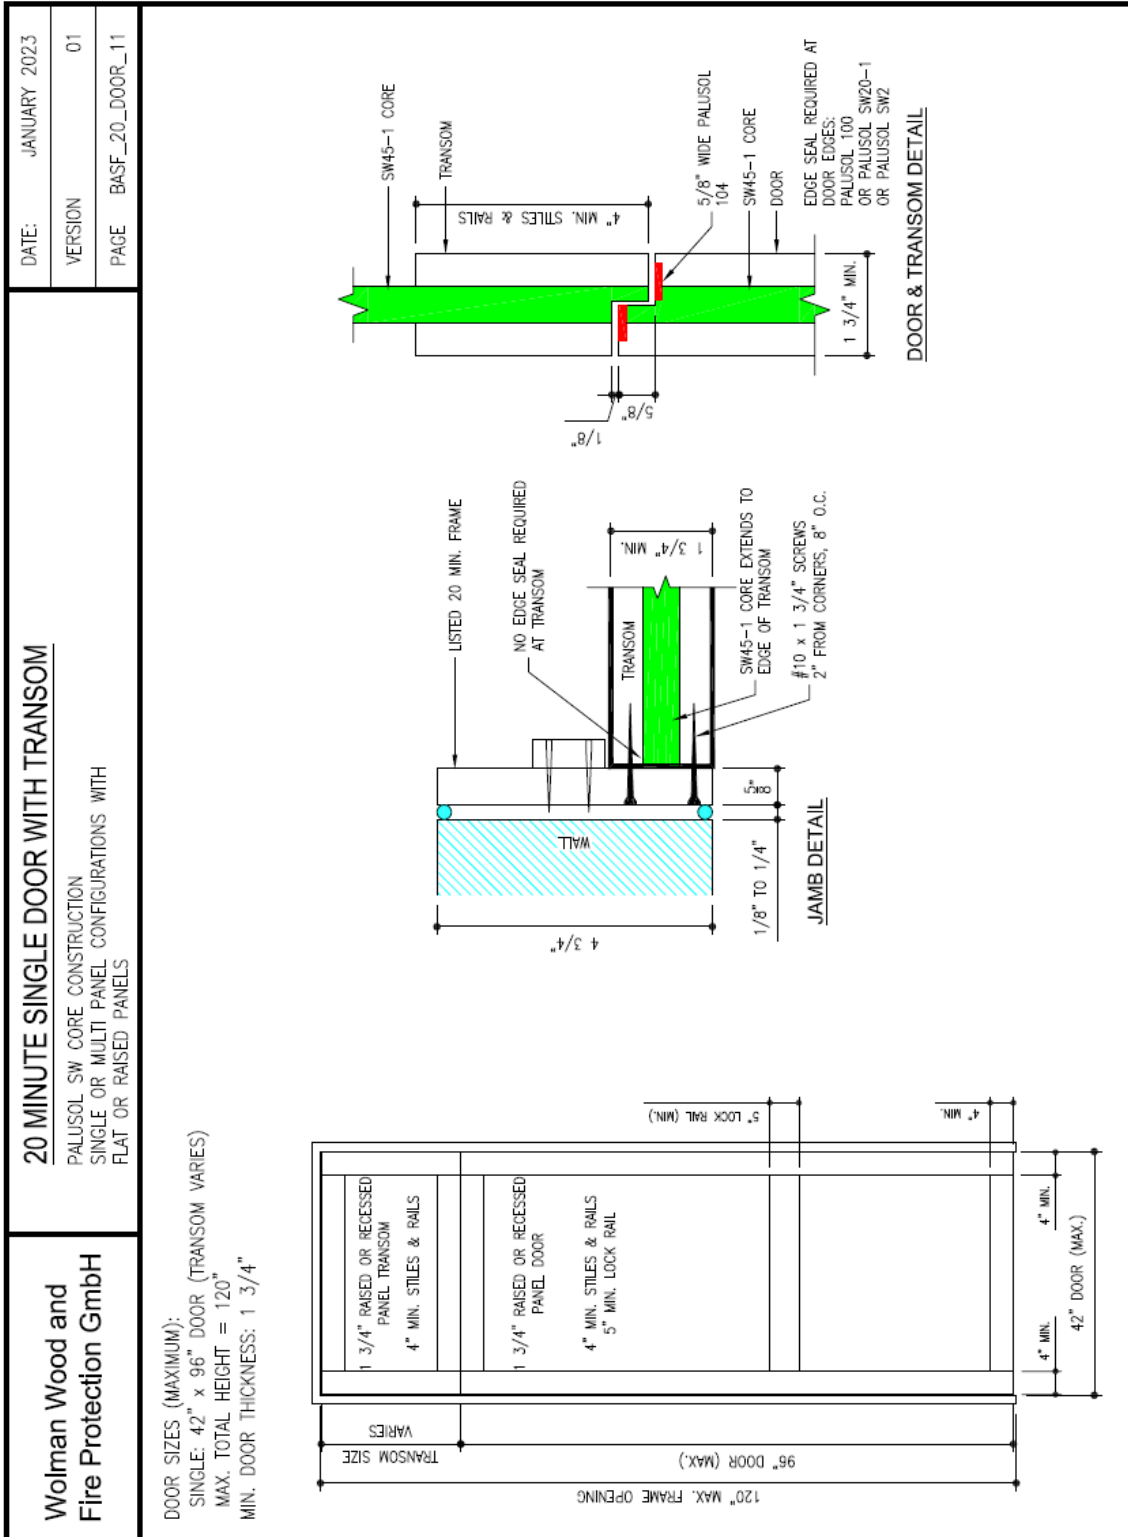 Wolman Wood and
Fire Protection GmbH
20 MINUTE SINGLE DOOR WITH TRANSOM
PALUSOL SW CORE CONSTRUCTION
SINGLE OR MULTI PANEL CONFIGURATIONS WITH
FLAT OR RAISED PANELS
DATE: JANUARY 2023
VERSION 01
PAGE BASF_20_DOOR_11
DOOR SIZES (MAXIMUM):
SINGLE: 42" x 96" DOOR (TRANSOM VARIES)
MAX. TOTAL HEIGHT = 120"
MIN. DOOR THICKNESS: 1 3/4"
120" MAX. FRAME OPENING
TRANSOM SIZE
VARIES
96" DOOR (MAX.)
1 3/4" RAISED OR RECESSED
PANEL TRANSOM
4" MIN. STILES & RAILS
1 3/4" RAISED OR RECESSED
PANEL DOOR
4" MIN. STILES & RAILS
5" MIN. LOCK RAIL
5" LOCK RAIL (MIN.)
4" MIN.
4" MIN.
4" MIN.
42" DOOR (MAX.)
4 3/4"
WALL
LISTED 20 MIN. FRAME
NO EDGE SEAL REQUIRED
AT TRANSOM
TRANSOM
1 3/4" MIN.
SW45-1 CORE EXTENDS TO
EDGE OF TRANSOM
#10 x 1 3/4" SCREWS
2" FROM CORNERS, 8" O.C.
5/8"
1/8" TO 1/4"
JAMB DETAIL
SW45-1 CORE
TRANSOM
4" MIN. STILES & RAILS
1/8"
5/8"
5/8" WIDE PALUSOL
104
SW45-1 CORE
DOOR
1 3/4" MIN.
EDGE SEAL REQUIRED AT
DOOR EDGES:
PALUSOL 100
OR PALUSOL SW20-1
OR PALUSOL SW2
DOOR & TRANSOM DETAIL